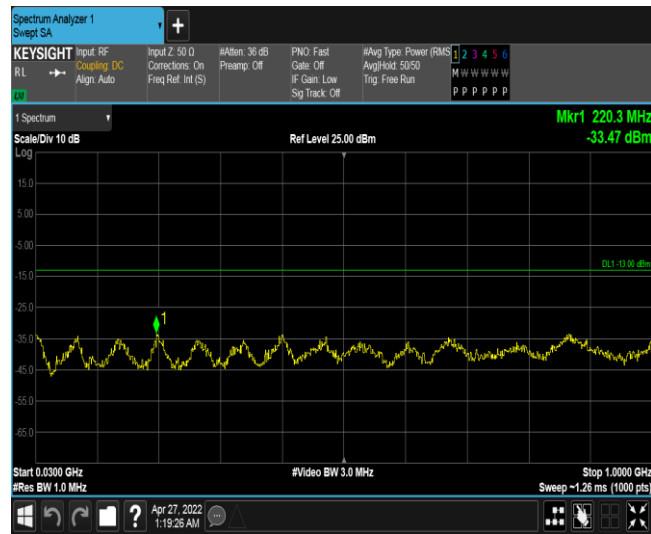 Spectrum Analyzer 1
Swept SA
KEYSIGHT
RL
Input: RF
Coupling: DC
Align: Auto
Input Z: 50 Ω
Corrections: On
Freq Ref: Int (S)
#Atten: 36 dB
Preamp: Off
PNO: Fast
Gate: Off
IF Gain: Low
Sig Track: Off
#Avg Type: Power (RMS
Avg|Hold: 50/50
Trig: Free Run
1 2 3 4 5 6
M W W W W W
P P P P P P
1 Spectrum
Mkr1 220.3 MHz
Scale/Div 10 dB
Ref Level 25.00 dBm
-33.47 dBm
Log
15.0
5.00
-5.00
DL1 -13.00 dBm
-15.0
-25.0
1
-35.0
-45.0
-55.0
-65.0
Start 0.0300 GHz
#Video BW 3.0 MHz
Stop 1.0000 GHz
#Res BW 1.0 MHz
Sweep ~1.26 ms (1000 pts)
?
Apr 27, 2022
1:19:26 AM